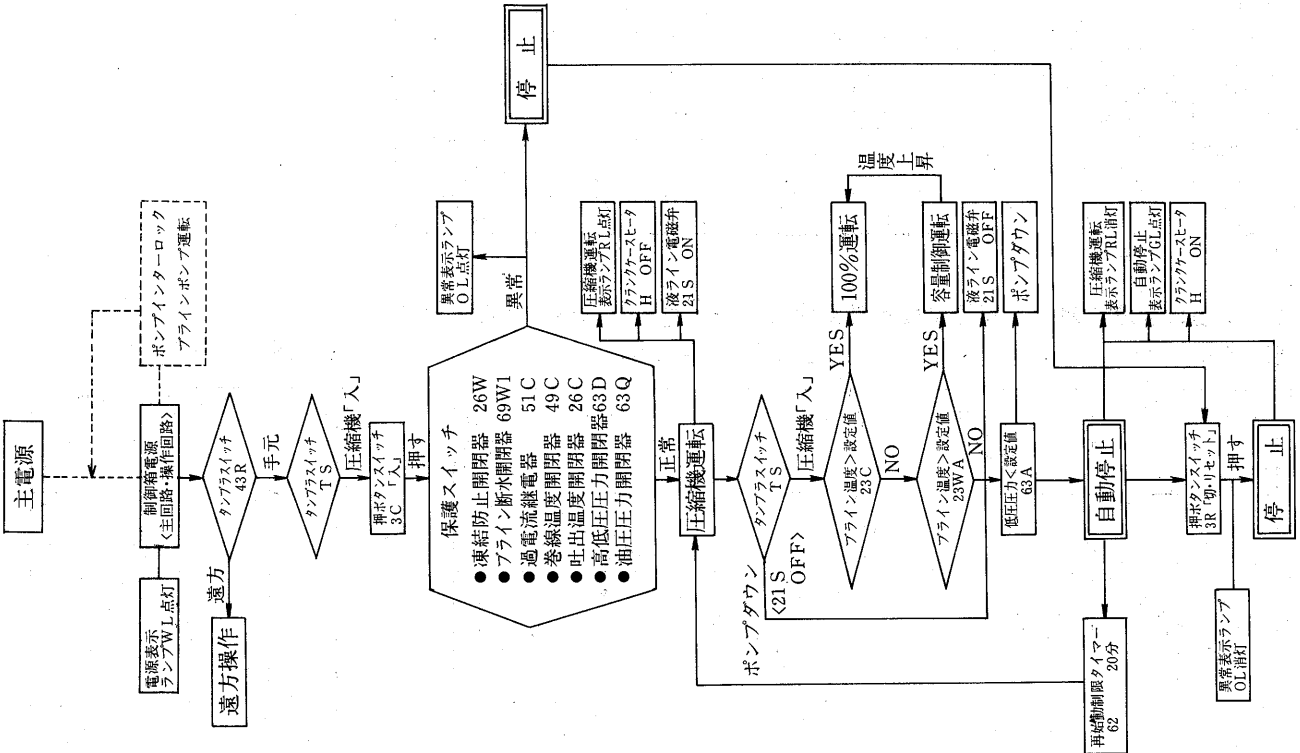 主電源
ポンプインターロック
ブラインポンプ運転
制御箱電源
<主回路・操作回路>
電源表示
ランプWL点灯
タンブラスイッチ
43R
遠方
遠方操作
手元
タンブラスイッチ
TS
圧縮機「入」
押ボタンスイッチ
3C 「入」
押す
保護スイッチ
●凍結防止開閉器 26W
●ブライン断水開閉器 69W1
●過電流継電器 51C
●巻線温度開閉器 49C
●吐出温度開閉器 26C
●高低圧圧力開閉器63D
●油圧圧力開閉器 63Q
異常
異常表示ランプ
OL点灯
停 止
正常
圧縮機運転
圧縮機運転
表示ランプRL点灯
クランクケースヒータ
H OFF
液ライン電磁弁
21S ON
タンブラスイッチ
TS
ポンプダウン
<21S
OFF>
圧縮機「入」
ブライン温度>設定値
23C
YES
100%運転
温度上昇
NO
ブライン温度>設定値
23WA
YES
容量制御運転
液ライン電磁弁
21S OFF
NO
低圧圧力<設定値
63A
ポンプダウン
自動停止
圧縮機運転
表示ランプRL消灯
自動停止
表示ランプGL点灯
クランクケースヒータ
H ON
再始動制限タイマー
62 20分
押ボタンスイッチ
3R「切・リセット」
押す
異常表示ランプ
OL消灯
停 止